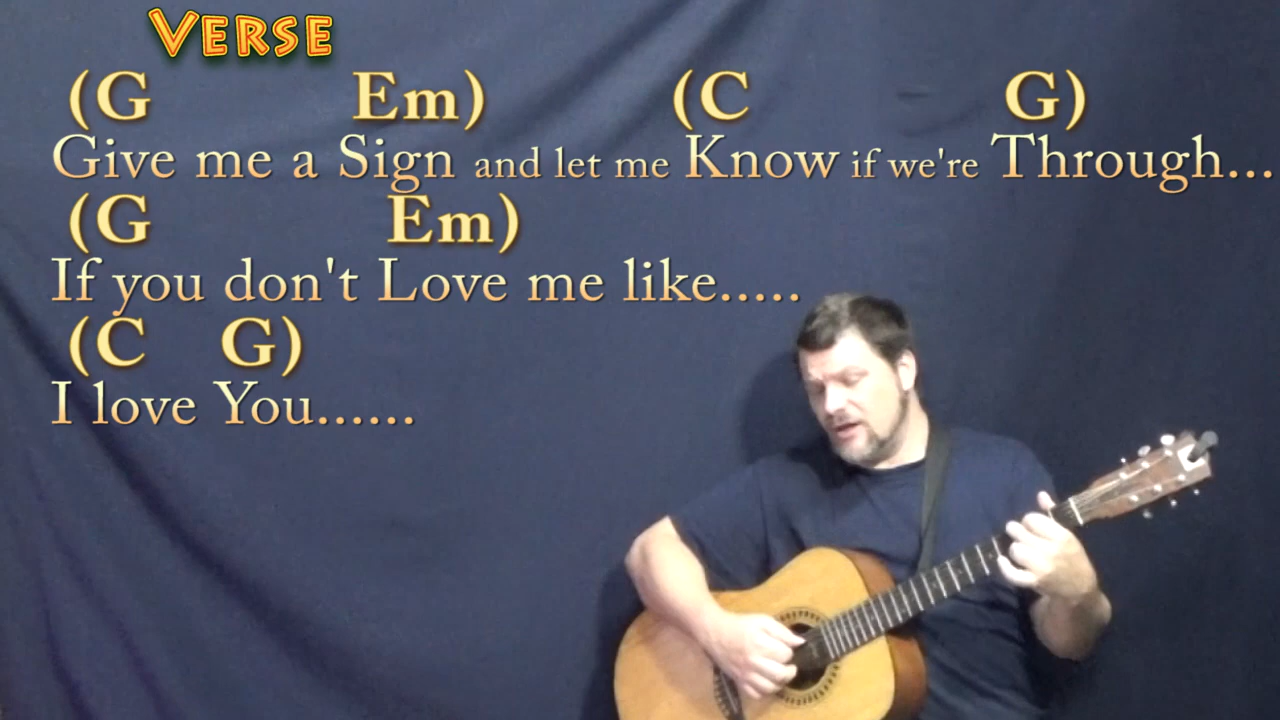 VERSE
(G Em) (C G)
Give me a Sign and let me Know if we're Through...
(G Em)
If you don't Love me like.....
(C G)
I love You......